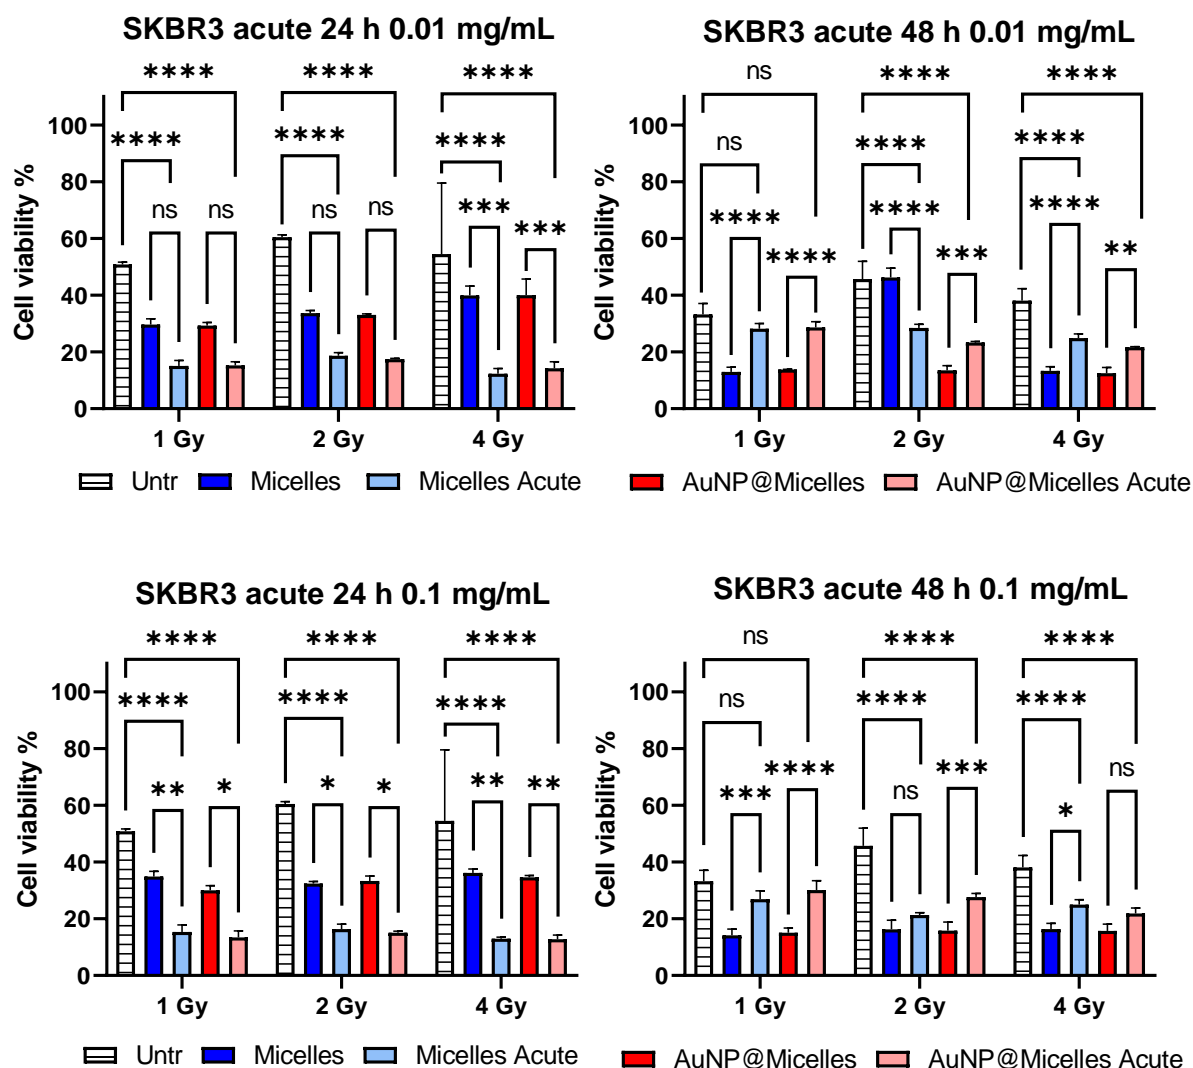 SKBR3 acute 24 h 0.01 mg/mL
Cell viability %
100
80
60
40
20
0
****
****
****
****
****
****
ns
ns
ns
ns
***
***
1 Gy
2 Gy
4 Gy
SKBR3 acute 48 h 0.01 mg/mL
Cell viability %
100
80
60
40
20
0
ns
****
****
ns
****
****
****
****
****
****
***
**
1 Gy
2 Gy
4 Gy
Untr
Micelles
Micelles Acute
AuNP@Micelles
AuNP@Micelles Acute
SKBR3 acute 24 h 0.1 mg/mL
Cell viability %
100
80
60
40
20
0
****
****
****
****
****
****
**
*
*
*
**
**
1 Gy
2 Gy
4 Gy
SKBR3 acute 48 h 0.1 mg/mL
Cell viability %
100
80
60
40
20
0
ns
****
****
ns
****
****
***
****
ns
***
*
ns
1 Gy
2 Gy
4 Gy
Untr
Micelles
Micelles Acute
AuNP@Micelles
AuNP@Micelles Acute